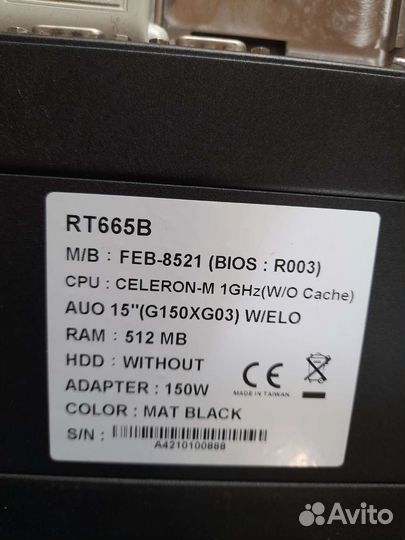 RT665B
M/B : FEB-8521 (BIOS : R003)
CPU : CELERON-M 1GHz(W/O Cache)
AUO 15"(G150XG03) W/ELO
RAM : 512 MB
HDD : WITHOUT
ADAPTER : 150W
COLOR : MAT BLACK
S/N :
A4210100888
CE
MADE IN TAIWAN
Avito